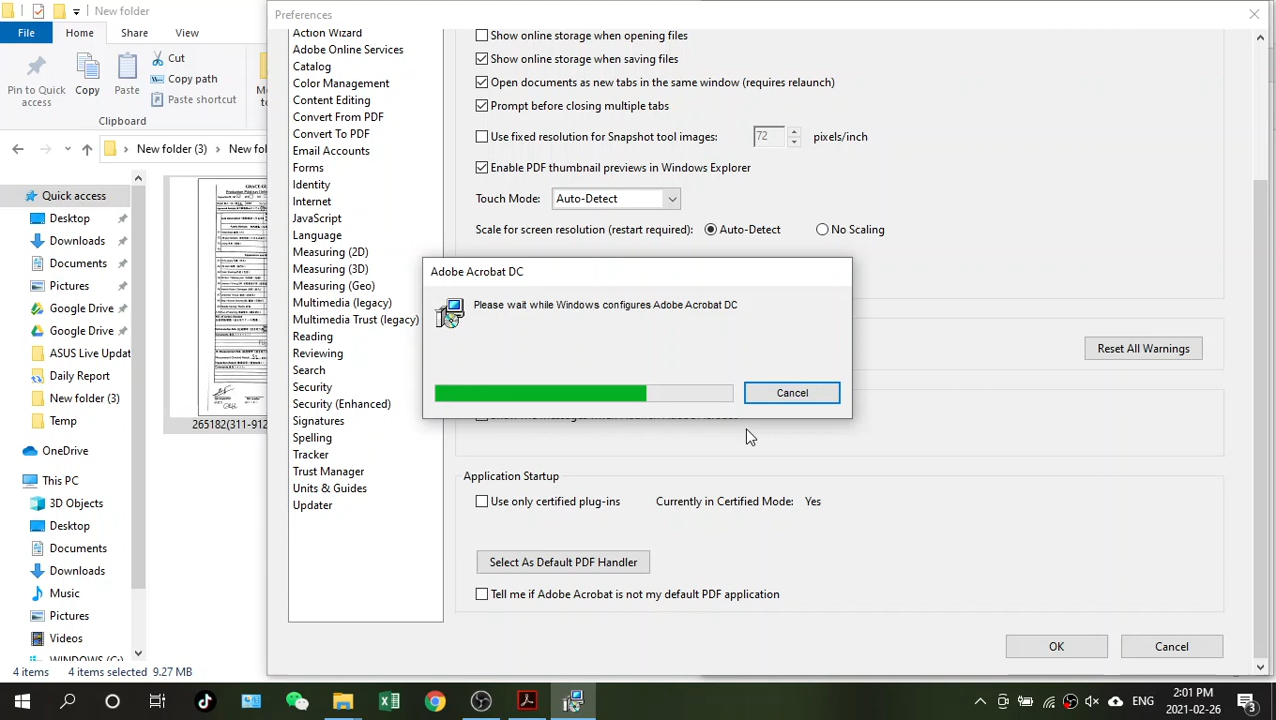 New folder
Preferences
File
Home
Share
View
Pin to Quick access
Copy
Paste
Cut
Copy path
Paste shortcut
Clipboard
New folder (3)
Quick access
Desktop
Downloads
Documents
Pictures
Google Drive
Google Drive
ASUS Live Updat
Daily Report
New folder (3)
Temp
OneDrive
This PC
3D Objects
Desktop
Documents
Downloads
Music
Pictures
Videos
WINDOWS (C:)
265182(311-912
4 items
4 items selected
9.27 MB
Action Wizard
Adobe Online Services
Catalog
Color Management
Content Editing
Convert From PDF
Convert To PDF
Email Accounts
Forms
Identity
Internet
JavaScript
Language
Measuring (2D)
Measuring (3D)
Measuring (Geo)
Multimedia (legacy)
Multimedia Trust (legacy)
Reading
Reviewing
Search
Security
Security (Enhanced)
Signatures
Spelling
Tracker
Trust Manager
Units & Guides
Updater
Show online storage when opening files
Show online storage when saving files
Open documents as new tabs in the same window (requires relaunch)
Prompt before closing multiple tabs
Use fixed resolution for Snapshot tool images:
72
pixels/inch
Enable PDF thumbnail previews in Windows Explorer
Touch Mode:
Auto-Detect
Scale for screen resolution (restart required):
Auto-Detect
No Scaling
Adobe Acrobat DC
Please wait while Windows configures Adobe Acrobat DC
Cancel
Reset All Warnings
Application Startup
Use only certified plug-ins
Currently in Certified Mode:
Yes
Select As Default PDF Handler
Tell me if Adobe Acrobat is not my default PDF application
OK
Cancel
ENG
2:01 PM
2021-02-26
3